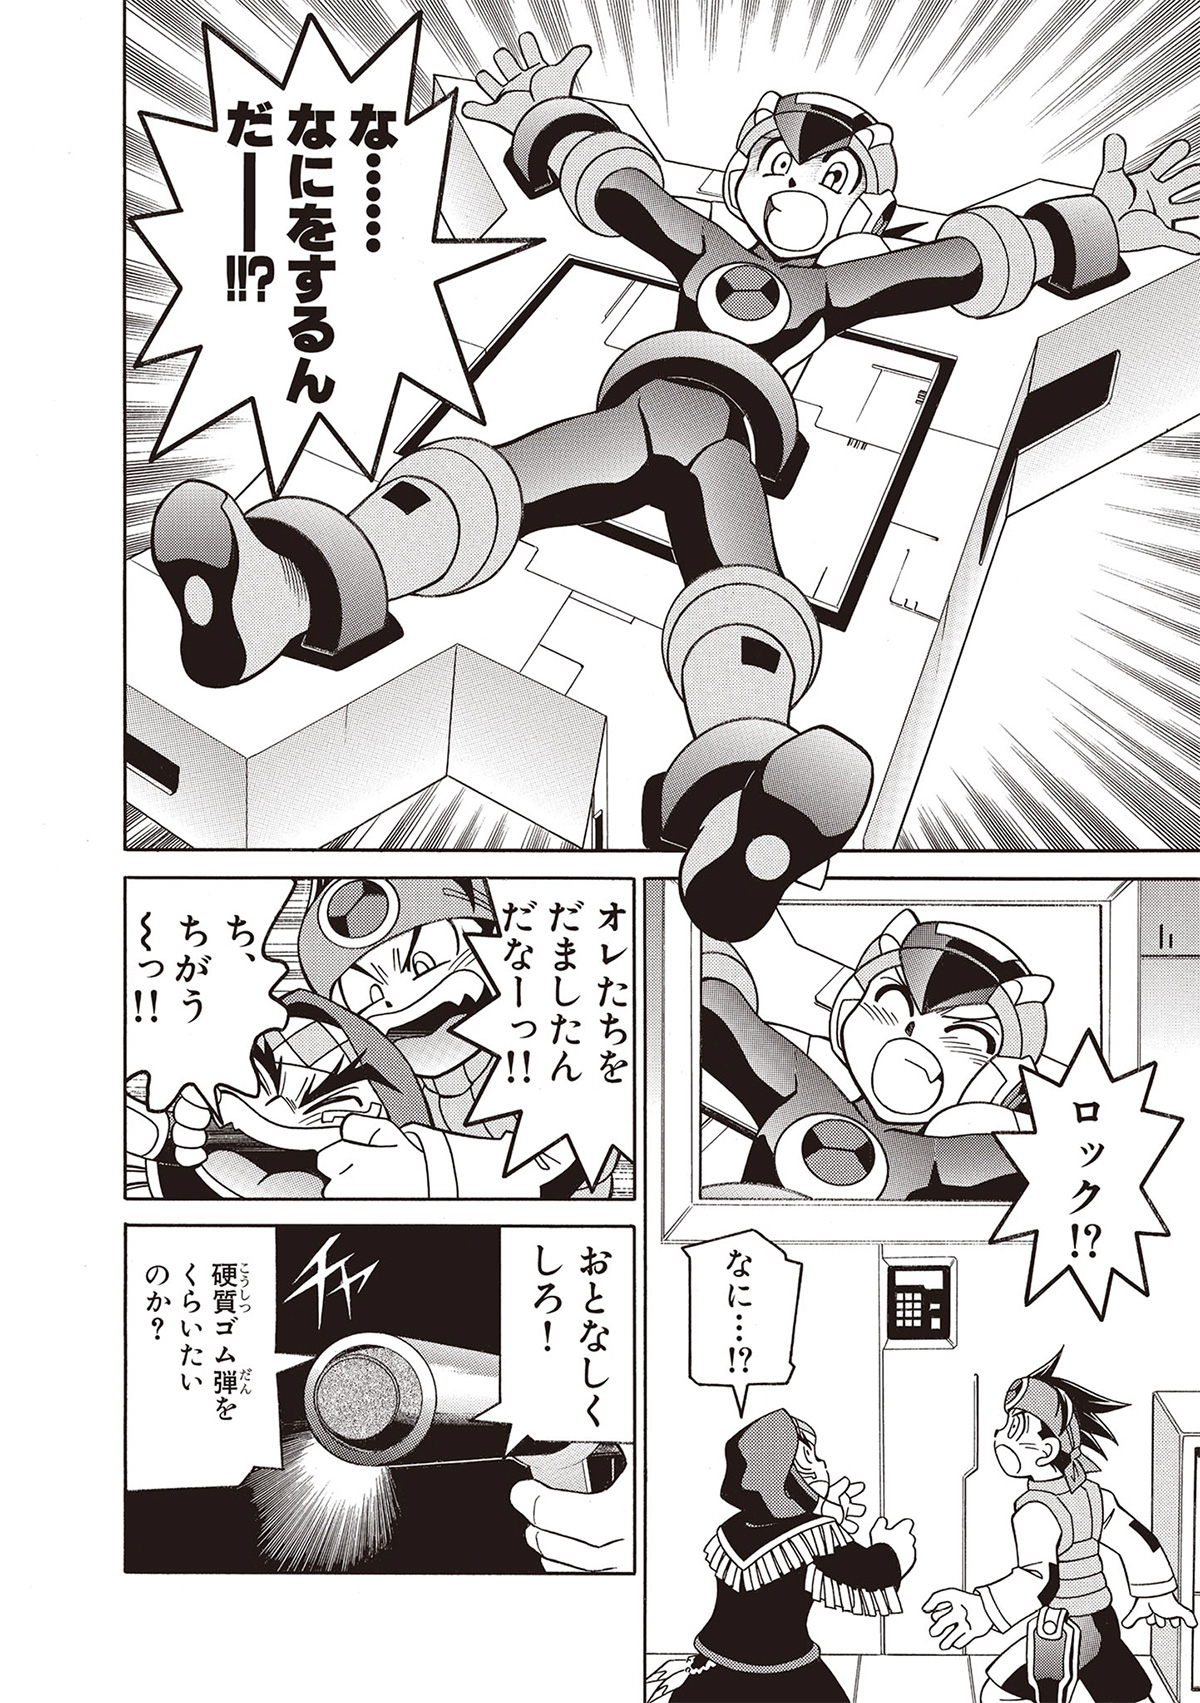 な……
なにをするん
だ――!!?
ロック!?
なに…!?
オレたちを
だましたん
だなーっ!!
ち、
ちがう
〜っ!!
おとなしく
しろ！
チャ
硬質ゴム弾を
こうしつ
だん
くらいたい
のか？